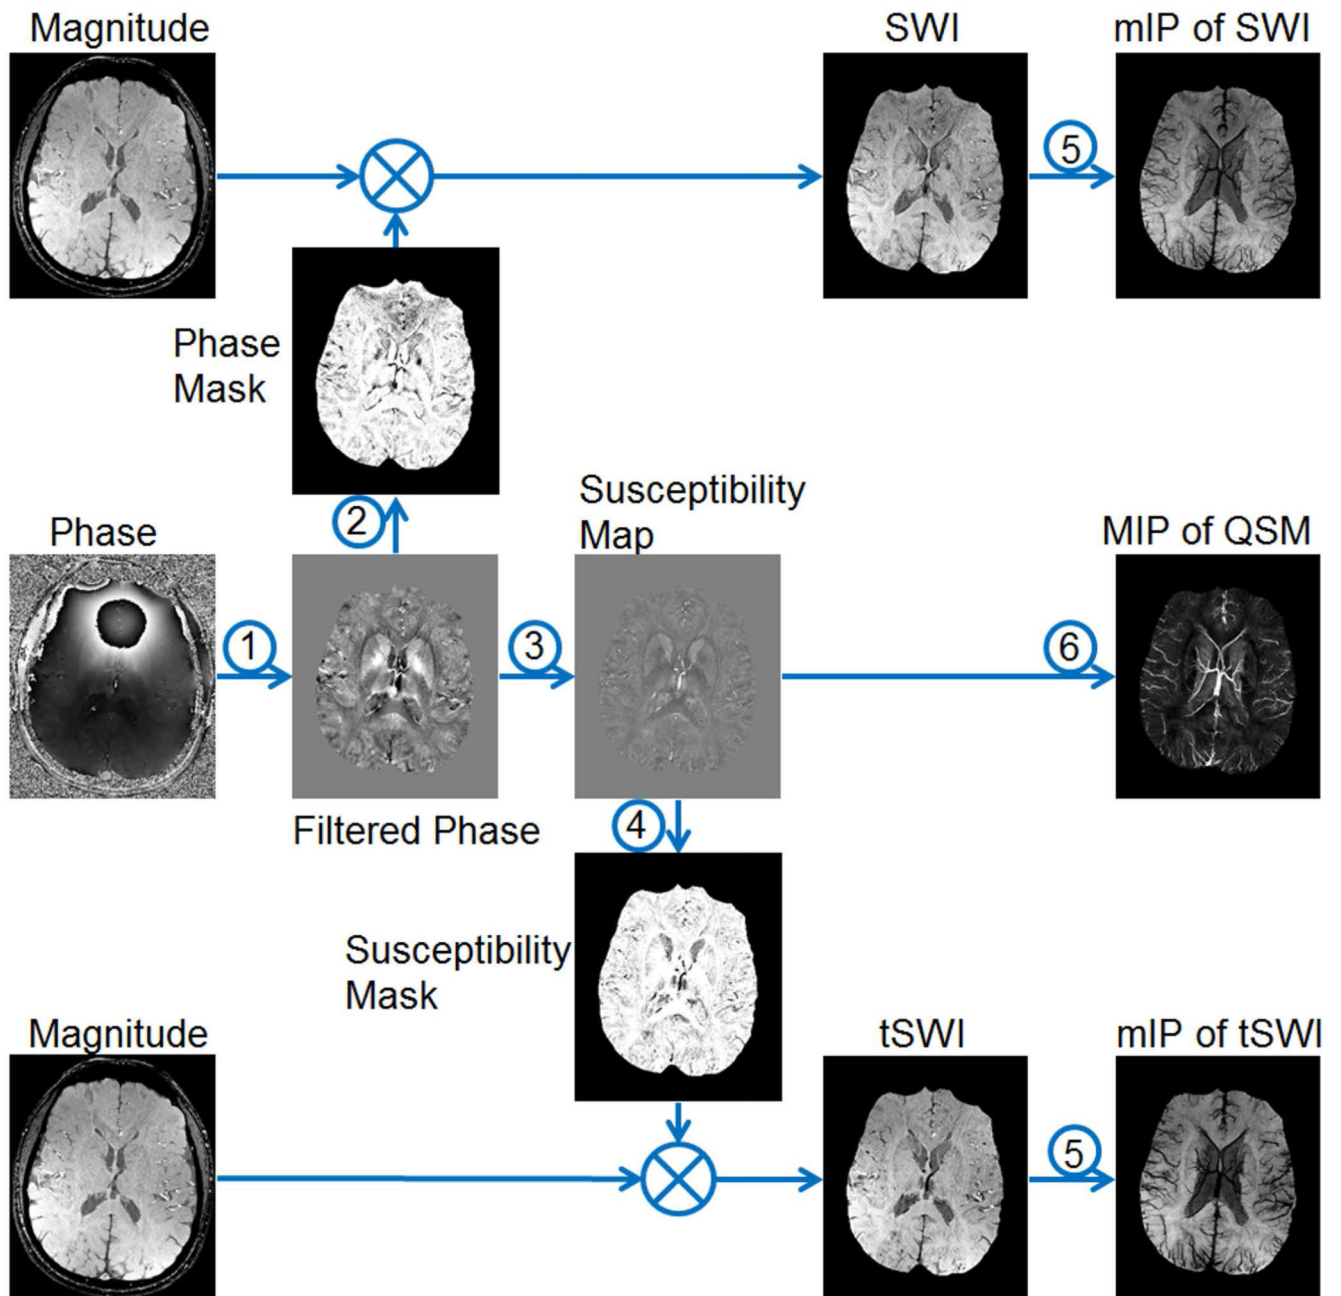 Magnitude
SWI
mIP of SWI
5
Phase
Mask
2
Susceptibility
Map
Phase
MIP of QSM
1
3
6
Filtered Phase
4
Susceptibility
Mask
Magnitude
tSWI
mIP of tSWI
5